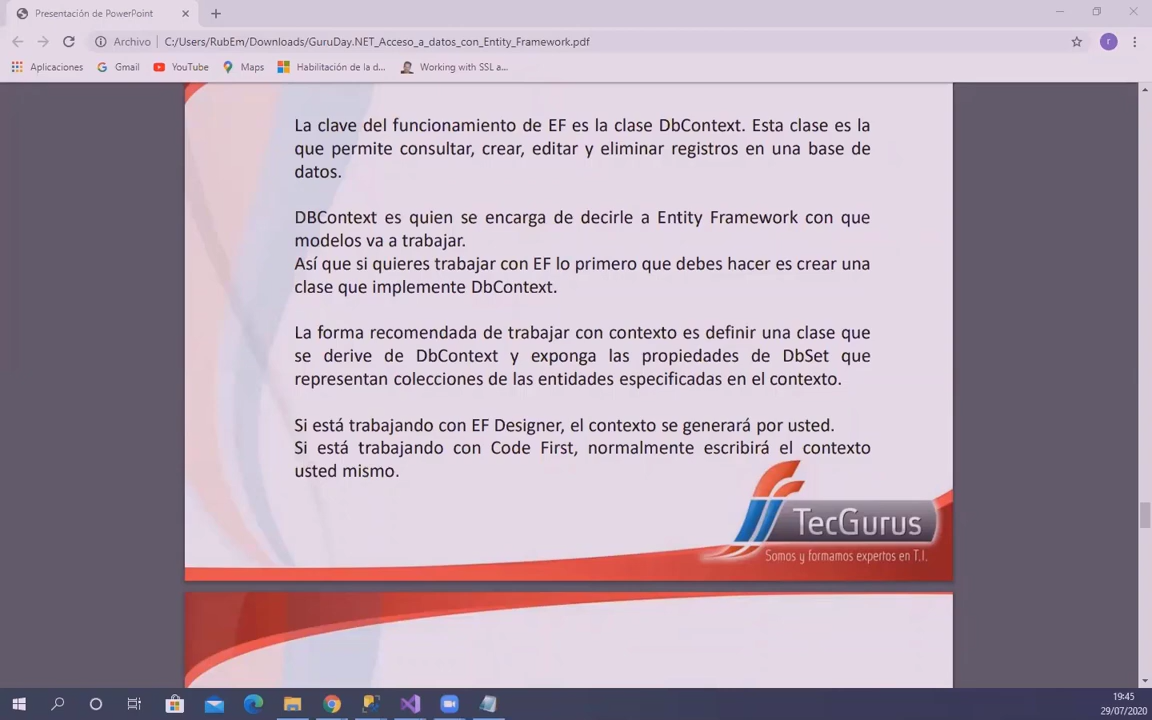 Presentación de PowerPoint
Archivo
C:/Users/RubEm/Downloads/GuruDay.NET_Acceso_a_datos_con_Entity_Framework.pdf
r
Aplicaciones
Gmail
YouTube
Maps
Habilitación de la d...
Working with SSL a...
La clave del funcionamiento de EF es la clase DbContext. Esta clase es la
que permite consultar, crear, editar y eliminar registros en una base de
datos.
DBContext es quien se encarga de decirle a Entity Framework con que
modelos va a trabajar.
Así que si quieres trabajar con EF lo primero que debes hacer es crear una
clase que implemente DbContext.
La forma recomendada de trabajar con contexto es definir una clase que
se derive de DbContext y exponga las propiedades de DbSet que
representan colecciones de las entidades especificadas en el contexto.
Si está trabajando con EF Designer, el contexto se generará por usted.
Si está trabajando con Code First, normalmente escribirá el contexto
usted mismo.
TecGurus
Somos y formamos expertos en T.I.
19:45
29/07/2020